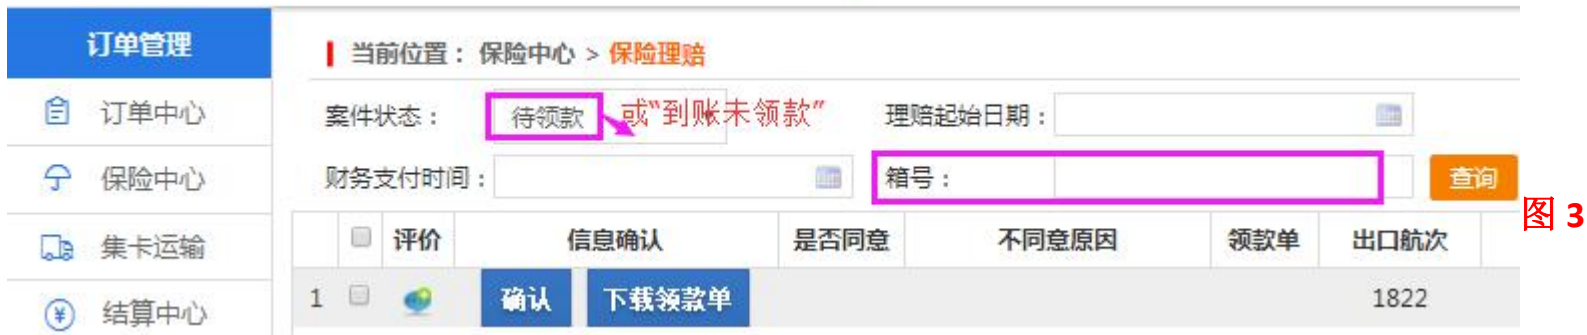 订单管理
当前位置： 保险中心 > 保险理赔
订单中心
案件状态： 待领款 或“到账未领款” 理赔起始日期：
保险中心
财务支付时间： 箱号： 查询
图 3
集卡运输
评价 信息确认 是否同意 不同意原因 领款单 出口航次
结算中心
1 确认 下载领款单 1822